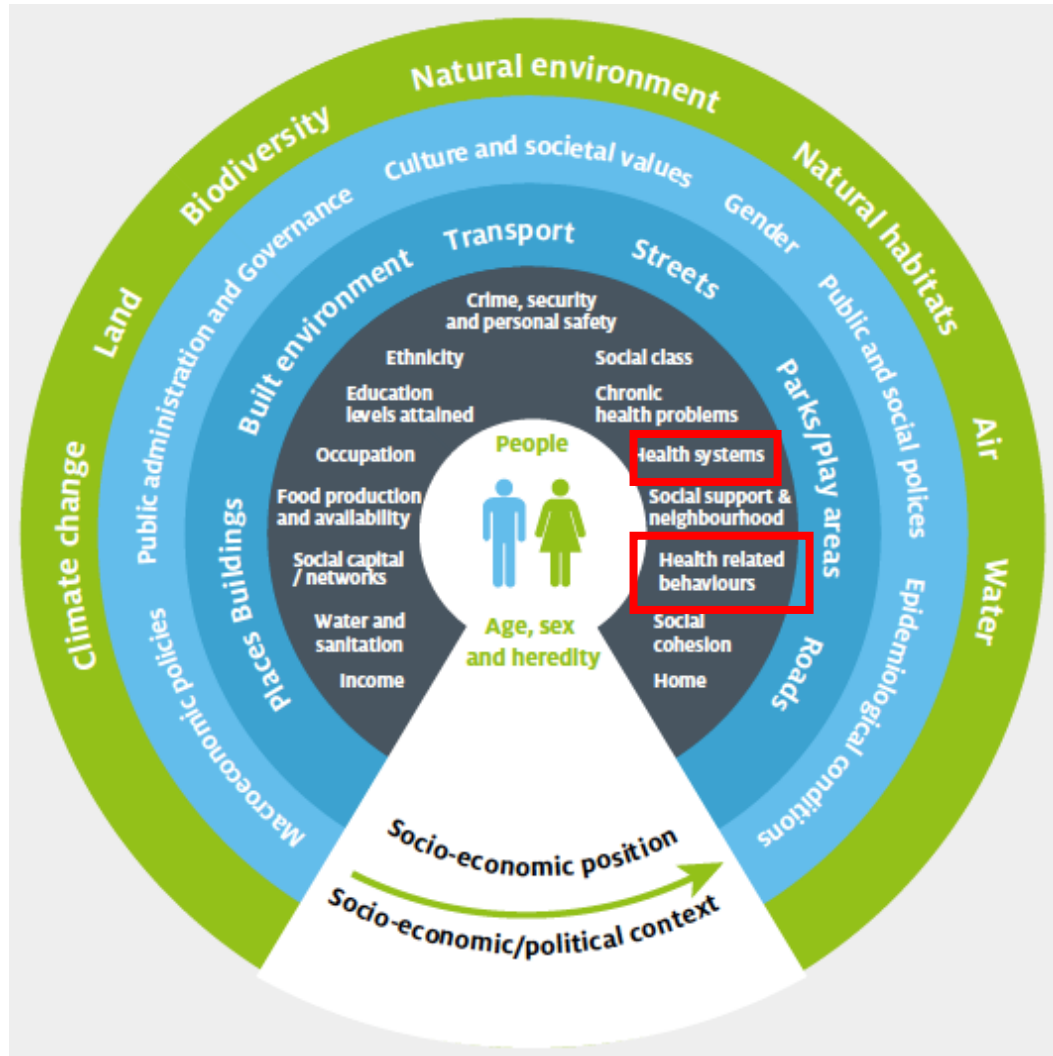 Natural environment
Biodiversity
Natural habitats
Land
Air
Climate change
Water
Culture and societal values
Public administration and Governance
Gender
Public and social polices
Macroeconomic policies
Epidemiological conditions
Transport
Built environment
Streets
Places Buildings
Parks/Play areas
Roads
Crime, security
and personal safety
Ethnicity
Social class
Education
levels attained
Chronic
health problems
Occupation
People
Health systems
Food production
and availability
Social support &
neighbourhood
Social capital
/ networks
Health related
behaviours
Water and
sanitation
Age, sex
and heredity
Social
cohesion
Income
Home
Socio-economic position
Socio-economic/political context